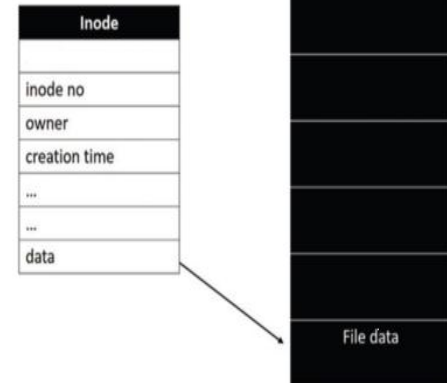 Inode
inode no
owner
creation time
...
...
data
File data